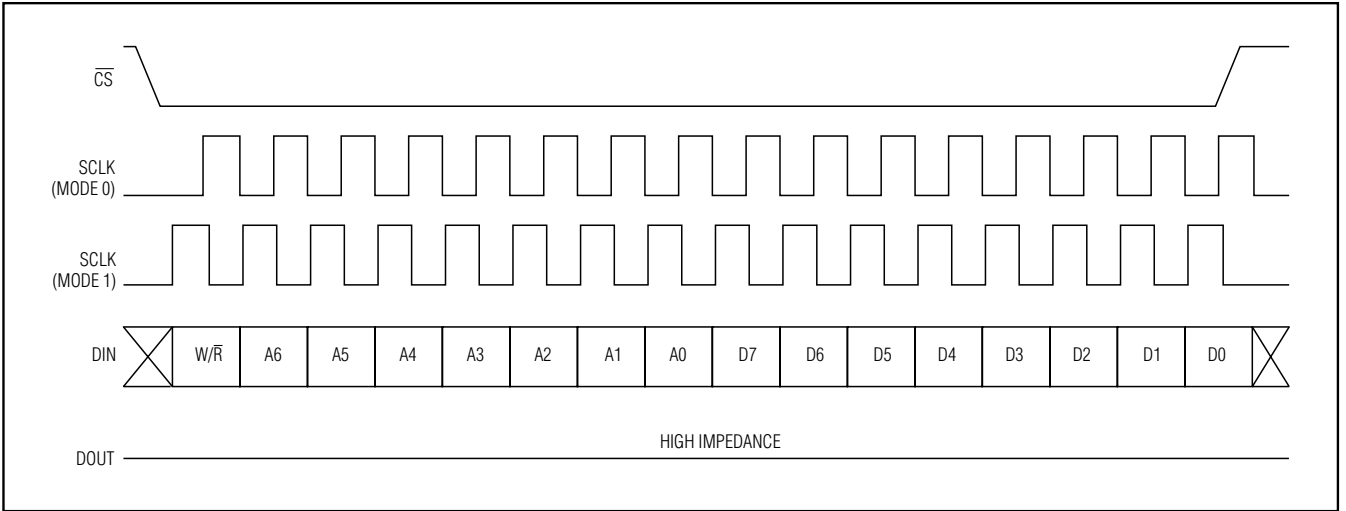 C̅S̅
SCLK
(MODE 0)
SCLK
(MODE 1)
DIN W/R̅ A6 A5 A4 A3 A2 A1 A0 D7 D6 D5 D4 D3 D2 D1 D0
HIGH IMPEDANCE
DOUT